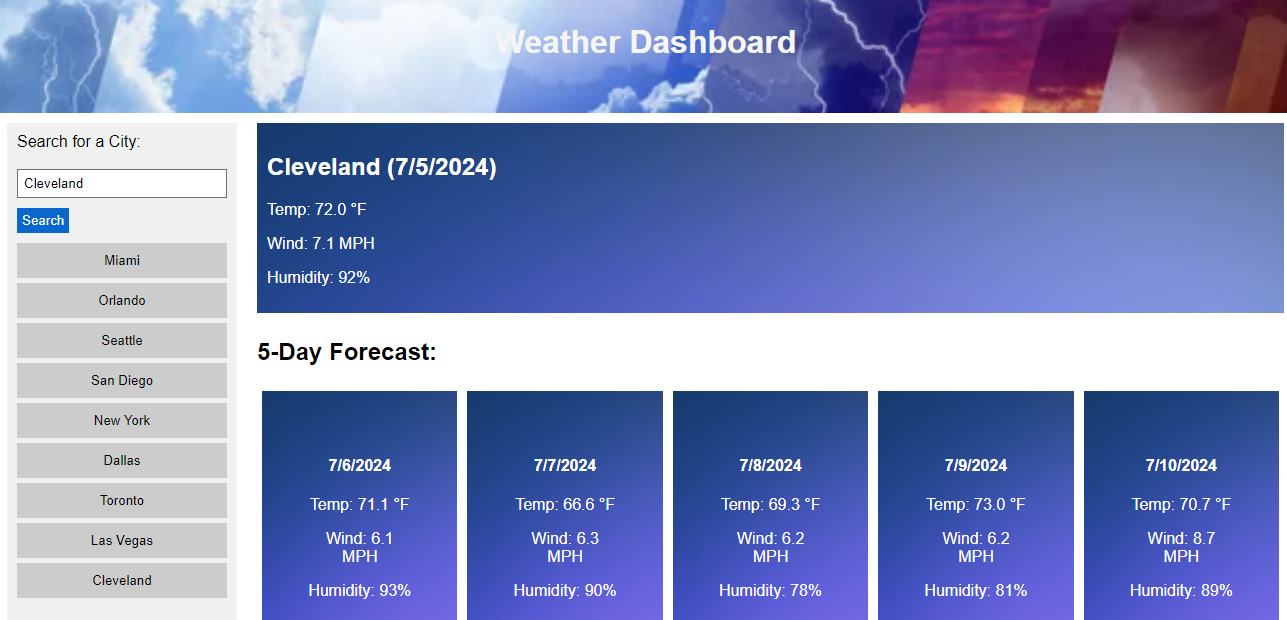 Weather Dashboard
Search for a City:
Cleveland
Search
Miami
Orlando
Seattle
San Diego
New York
Dallas
Toronto
Las Vegas
Cleveland
Cleveland (7/5/2024)
Temp: 72.0 °F
Wind: 7.1 MPH
Humidity: 92%
5-Day Forecast:
7/6/2024
Temp: 71.1 °F
Wind: 6.1
MPH
Humidity: 93%
7/7/2024
Temp: 66.6 °F
Wind: 6.3
MPH
Humidity: 90%
7/8/2024
Temp: 69.3 °F
Wind: 6.2
MPH
Humidity: 78%
7/9/2024
Temp: 73.0 °F
Wind: 6.2
MPH
Humidity: 81%
7/10/2024
Temp: 70.7 °F
Wind: 8.7
MPH
Humidity: 89%